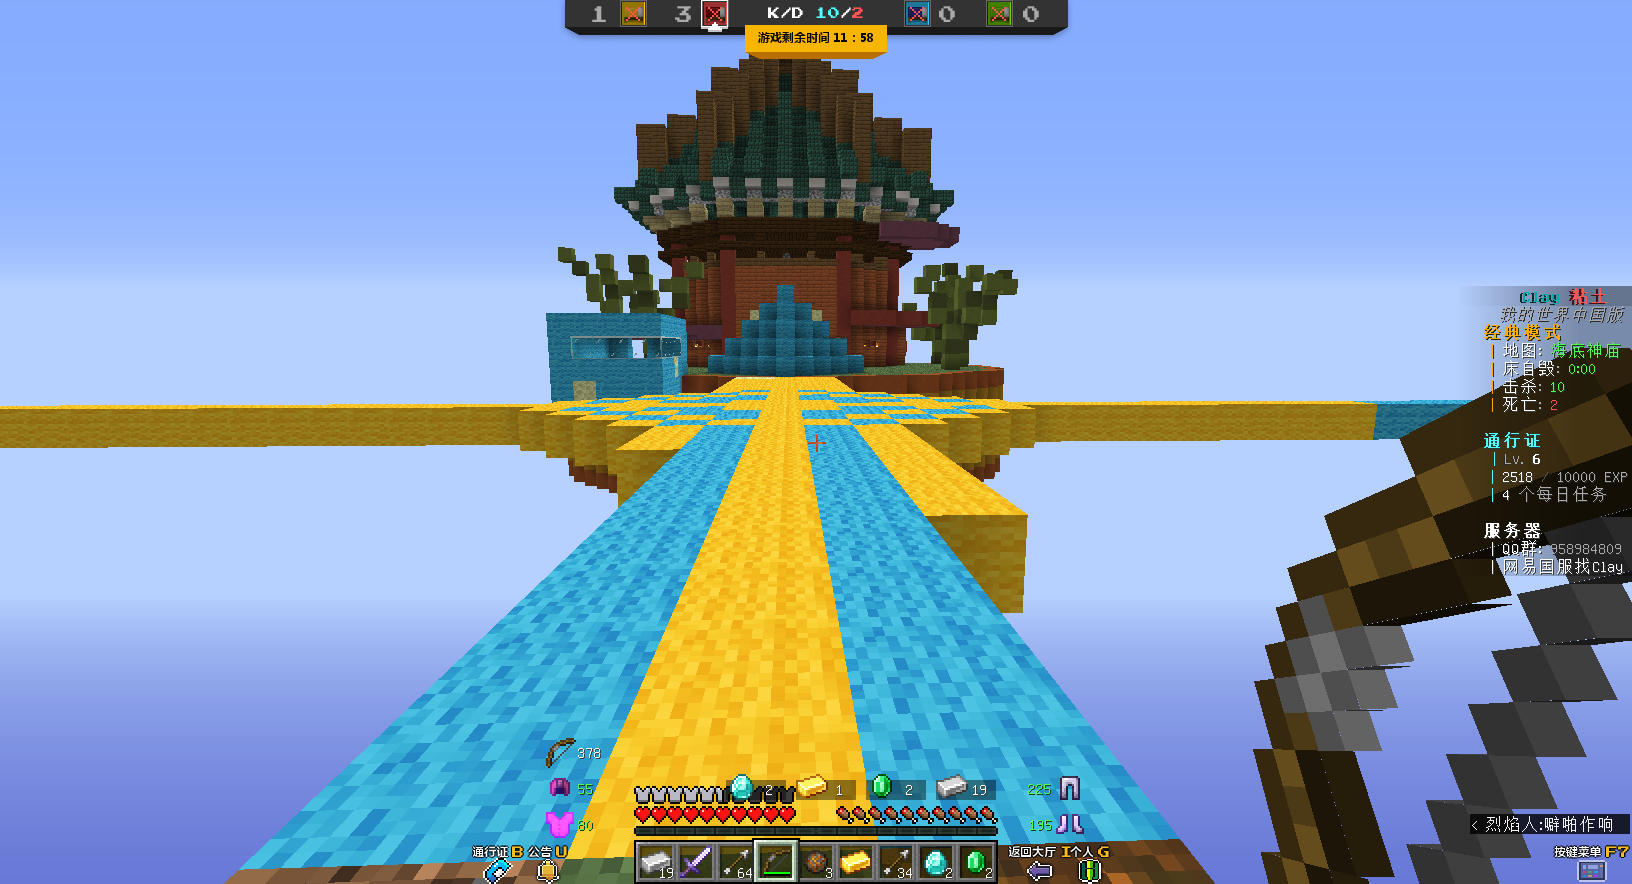 1 3 K/D 10/2 0 0
游戏剩余时间 11 : 58
Clay 粘土
我的世界中国版
经典模式
地图: 海底神庙
床自毁: 0:00
击杀: 10
死亡: 2
通行证
Lv. 6
2518 / 10000 EXP
4 个每日任务
服务器
QQ群: 958984809
网易国服找Clay
378
55
80
2 1 2 19
225
195
< 烈焰人:噼啪作响
通行证 B 公告 U
返回大厅 I 个人 G
按键菜单 F7
19 64 3 34 2 2